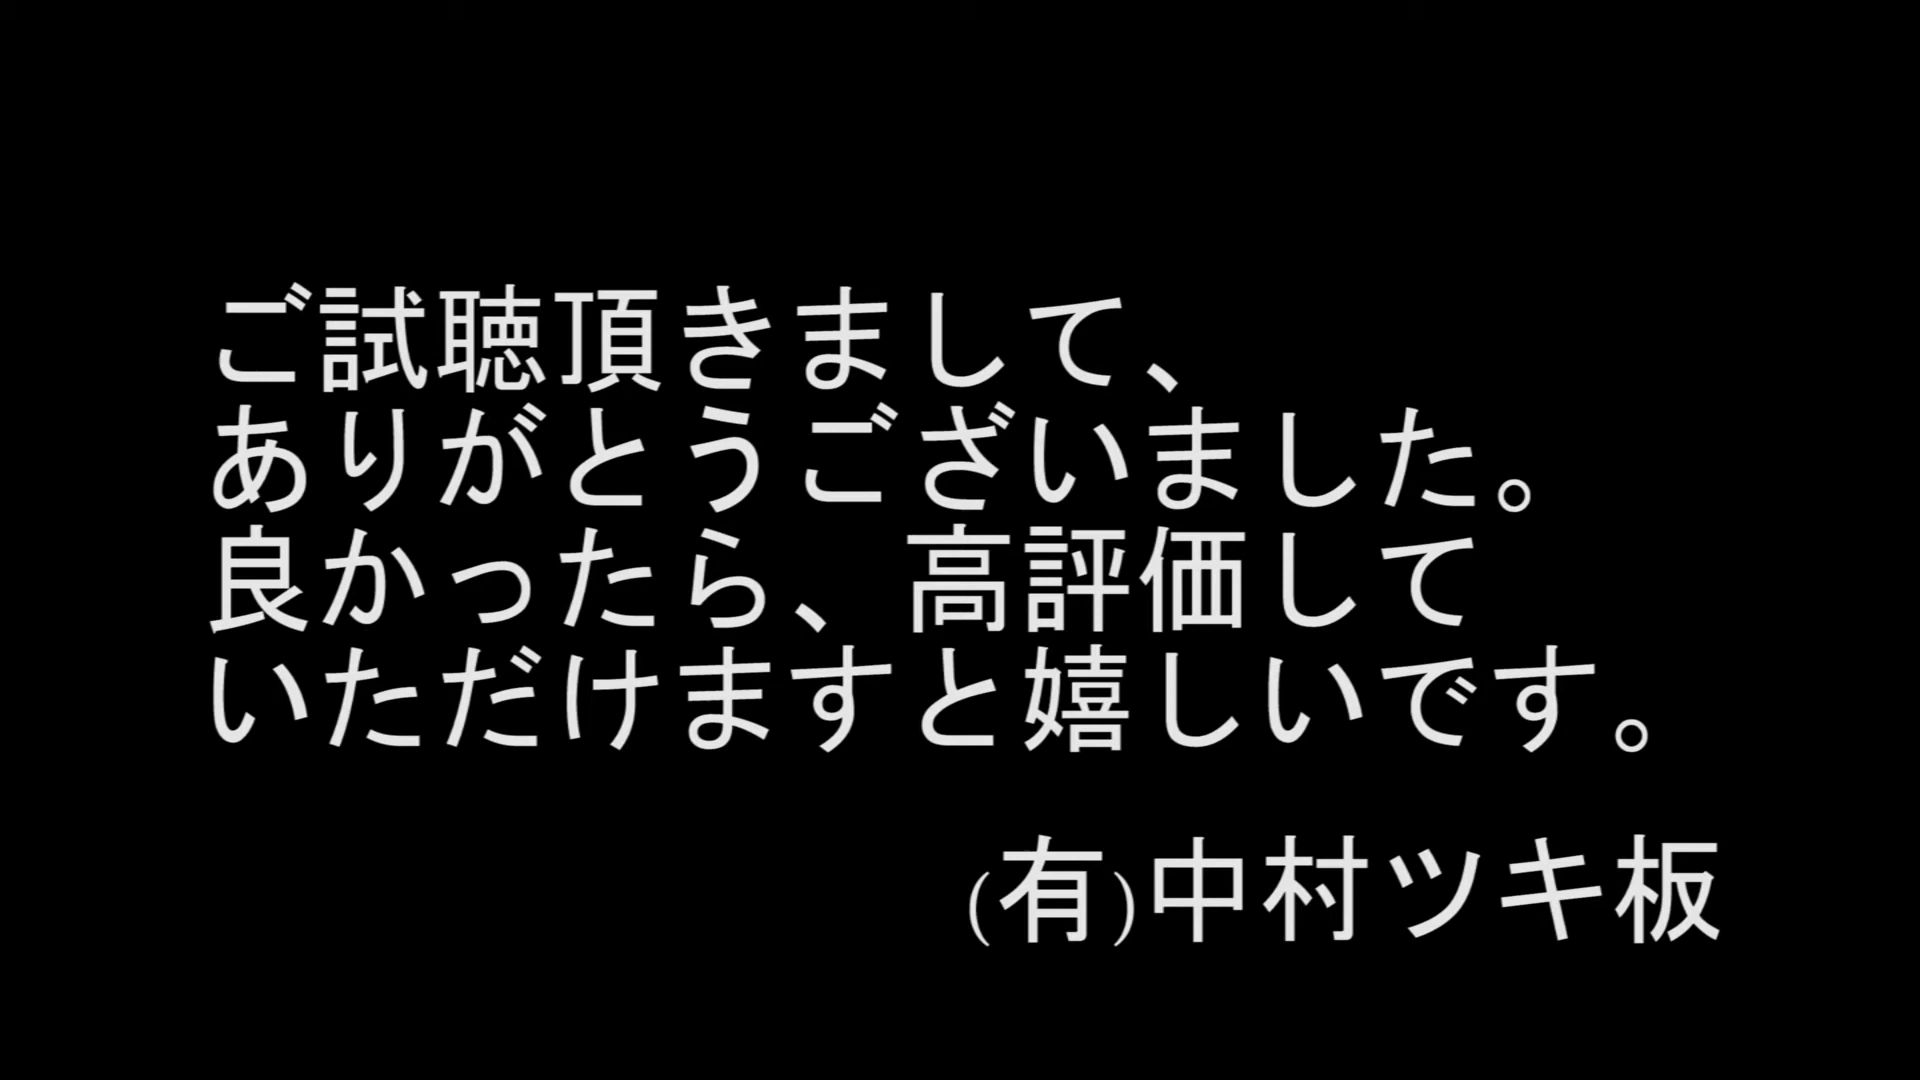 ご試聴頂きまして、
ありがとうございました。
良かったら、高評価して
いただけますと嬉しいです。
(有)中村ツキ板